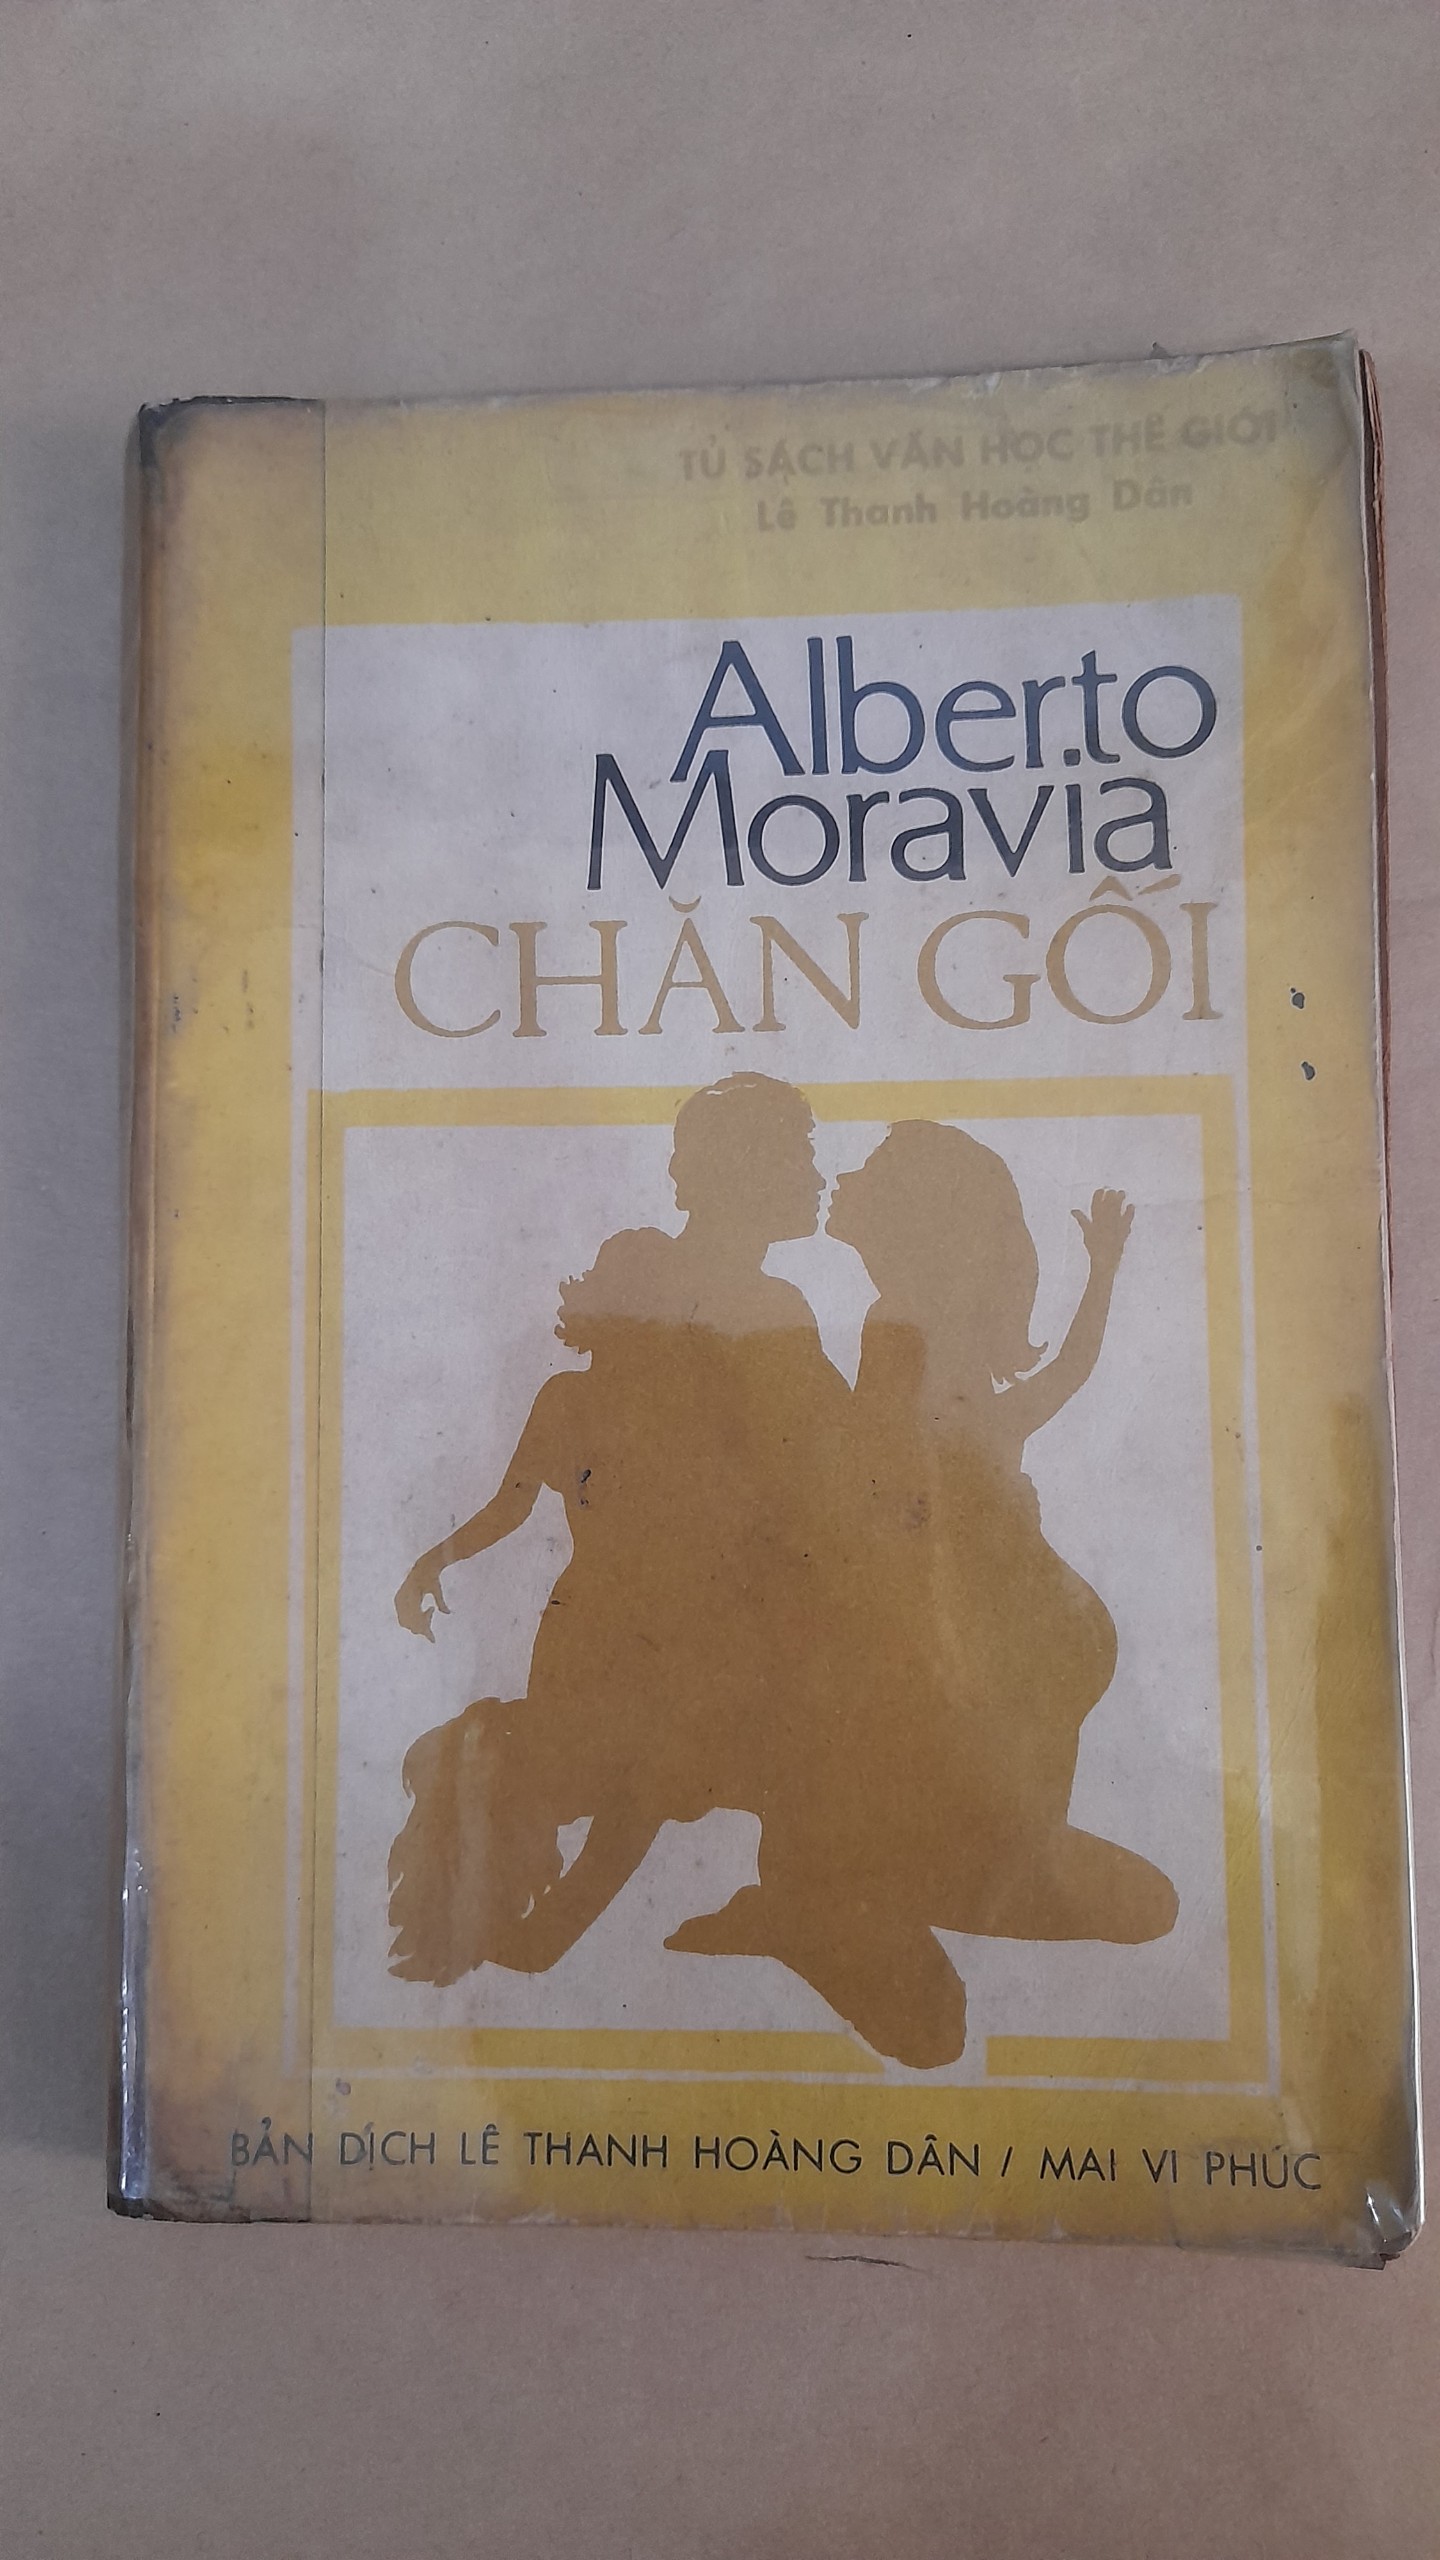 TỦ SÁCH VĂN HỌC THẾ GIỚI
Lê Thanh Hoàng Dân
Alberto
Moravia
CHĂN GỐI
BẢN DỊCH LÊ THANH HOÀNG DÂN / MAI VI PHÚC